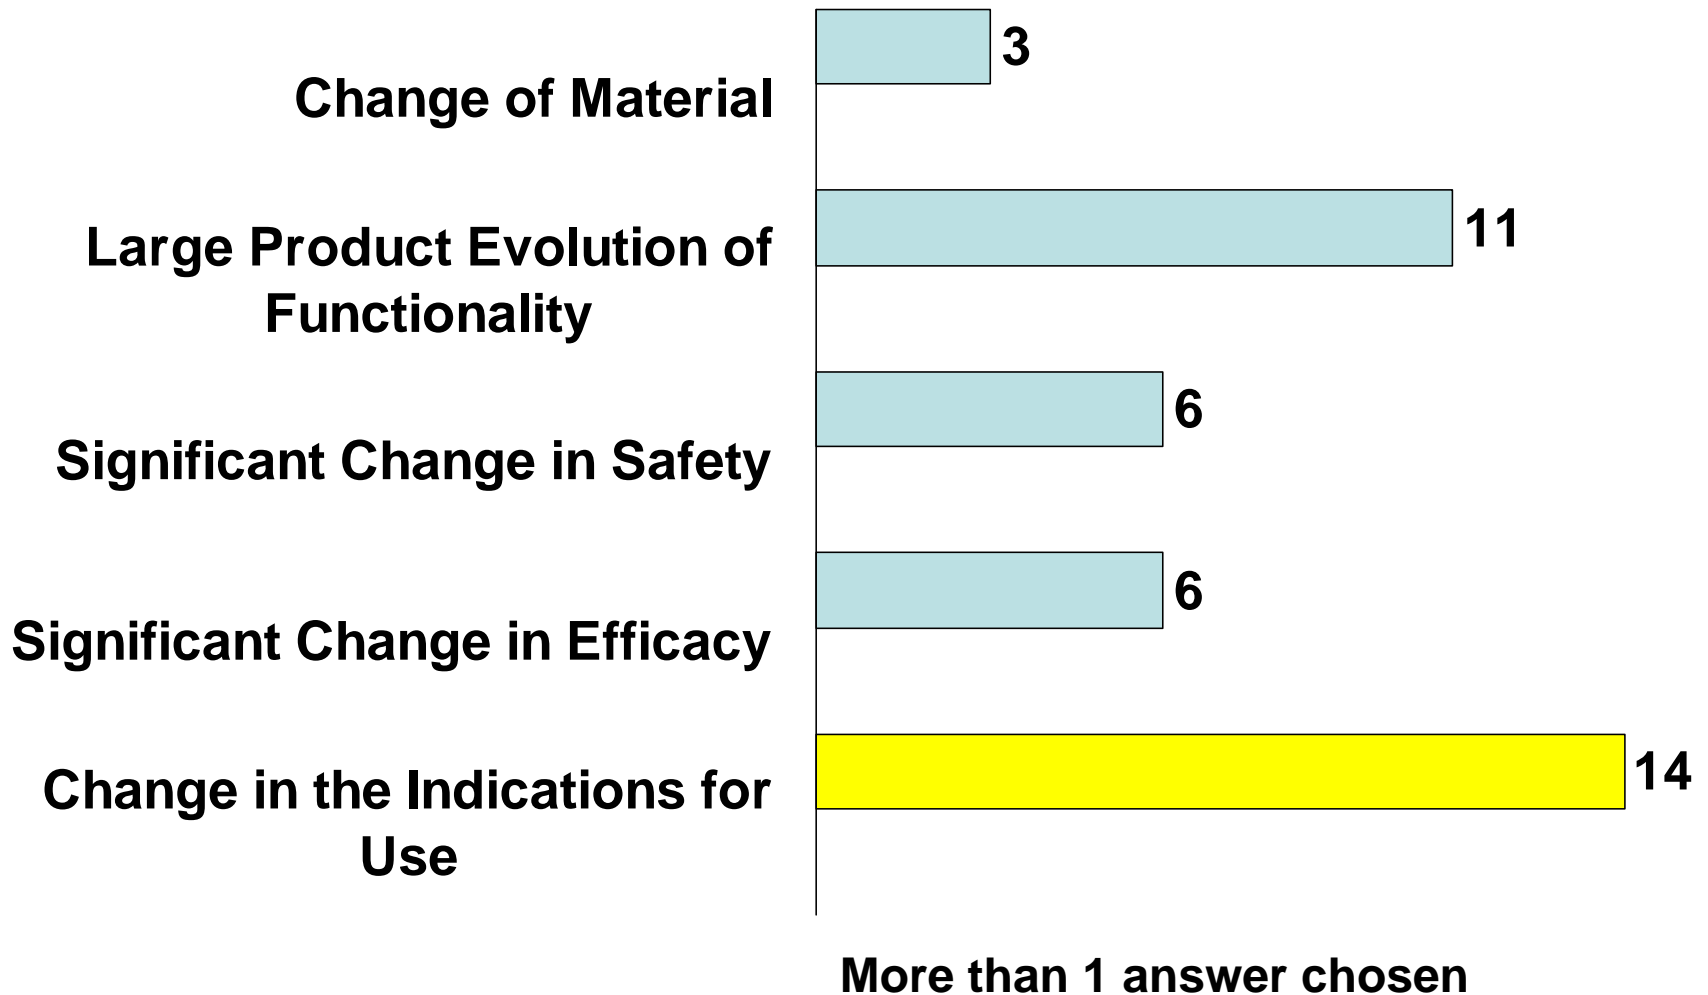 3
Change of Material
11
Large Product Evolution of
Functionality
6
Significant Change in Safety
6
Significant Change in Efficacy
14
Change in the Indications for
Use
More than 1 answer chosen